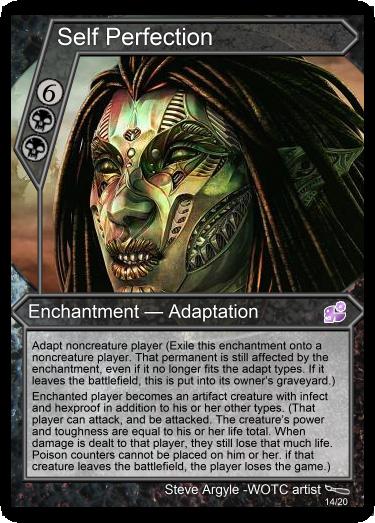 Self Perfection
6
Enchantment — Adaptation
Adapt noncreature player (Exile this enchantment onto a
noncreature player. That permanent is still affected by the
enchantment, even if it no longer fits the adapt types. If it
leaves the battlefield, this is put into its owner's graveyard.)
Enchanted player becomes an artifact creature with infect
and hexproof in addition to his or her other types. (That
player can attack, and be attacked. The creature's power
and toughness are equal to his or her life total. When
damage is dealt to that player, they still lose that much life.
Poison counters cannot be placed on him or her. if that
creature leaves the battlefield, the player loses the game.)
Steve Argyle -WOTC artist
14/20